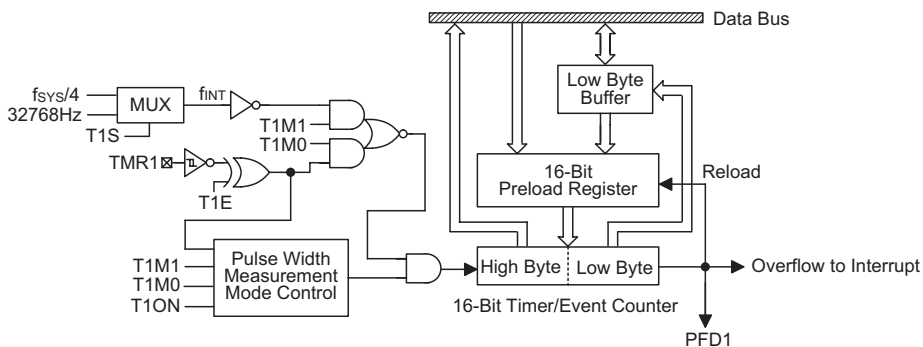 Data Bus
Low Byte
Buffer
fSYS/4
32768Hz
MUX
T1S
fINT
T1M1
T1M0
TMR1
T1E
16-Bit
Preload Register
Reload
T1M1
T1M0
T1ON
Pulse Width
Measurement
Mode Control
High Byte
Low Byte
Overflow to Interrupt
16-Bit Timer/Event Counter
PFD1